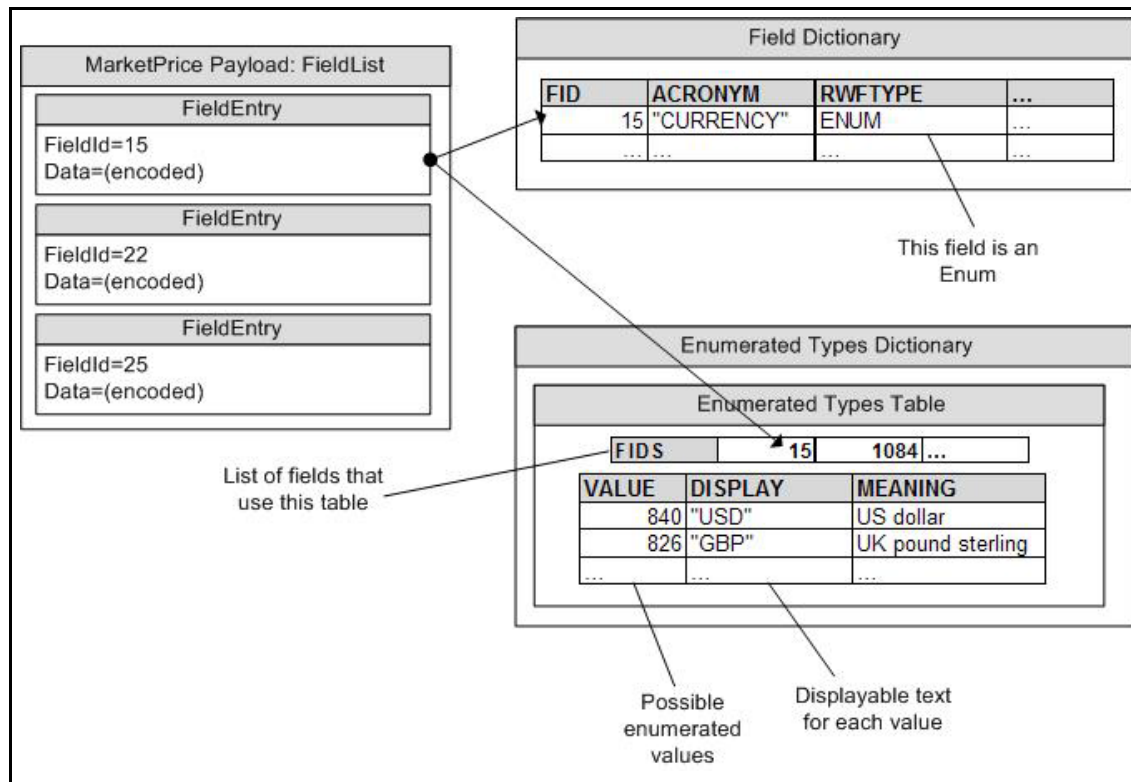 MarketPrice Payload: FieldList
FieldEntry
FieldId=15
Data=(encoded)
FieldEntry
FieldId=22
Data=(encoded)
FieldEntry
FieldId=25
Data=(encoded)
Field Dictionary
FID ACRONYM RWFTYPE ...
15 "CURRENCY" ENUM ...
... ... ... ...
This field is an
Enum
Enumerated Types Dictionary
Enumerated Types Table
FIDS 15 1084 ...
List of fields that
use this table
VALUE DISPLAY MEANING
840 "USD" US dollar
826 "GBP" UK pound sterling
... ... ...
Possible
enumerated
values
Displayable text
for each value